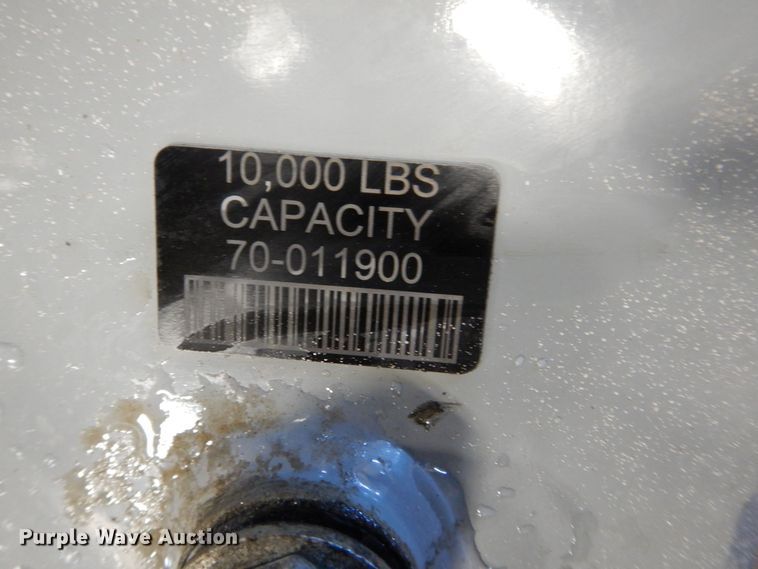 10,000 LBS
CAPACITY
70-011900
Purple Wave Auction